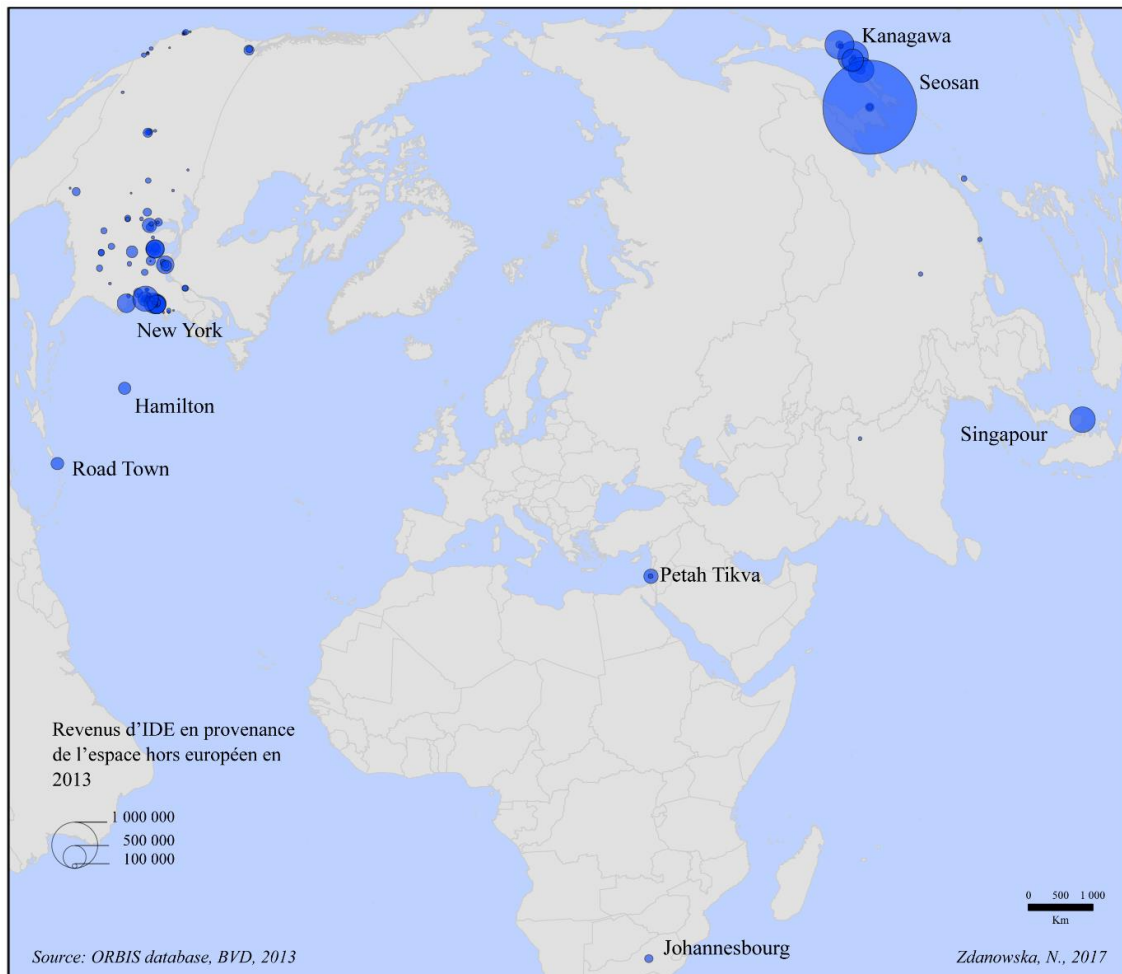 Kanagawa
Seosan
New York
Hamilton
Road Town
Singapour
Petah Tikva
Revenus d’IDE en provenance
de l’espace hors européen en
2013
1 000 000
500 000
100 000
0 500 1 000
Km
Johannesbourg
Source: ORBIS database, BVD, 2013
Zdanowska, N., 2017